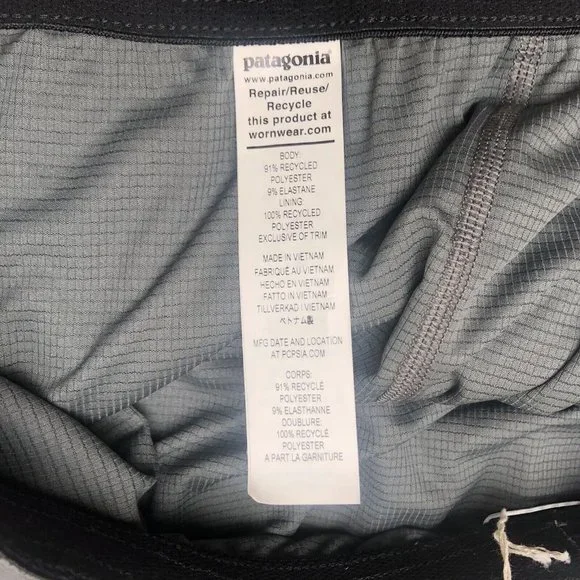 patagonia®
www.patagonia.com
Repair/Reuse/
Recycle
this product at
wornwear.com
BODY:
91% RECYCLED
POLYESTER
9% ELASTANE
LINING:
100% RECYCLED
POLYESTER
EXCLUSIVE OF TRIM
MADE IN VIETNAM
FABRIQUÉ AU VIETNAM
HECHO EN VIETNAM
FATTO IN VIETNAM
TILLVERKAD I VIETNAM
ベトナム製
MFG DATE AND LOCATION
AT PCPSIA.COM
CORPS:
91% RECYCLÉ
POLYESTER
9% ELASTHANNE
DOUBLURE:
100% RECYCLÉ
POLYESTER
A PART LA GARNITURE